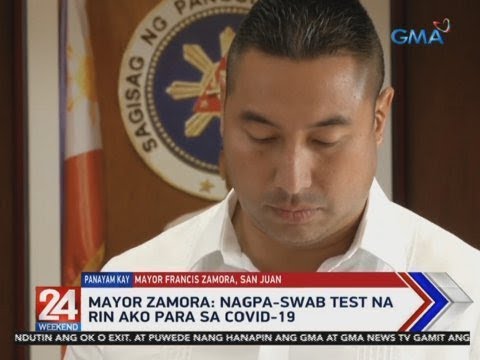 GMA
SAGISAG NG PANGU
PANAYAM KAY MAYOR FRANCIS ZAMORA, SAN JUAN
24
WEEKEND
MAYOR ZAMORA: NAGPA-SWAB TEST NA
RIN AKO PARA SA COVID-19
NDUTIN ANG OK O EXIT. AT PUWEDE NANG HANAPIN ANG GMA AT GMA NEWS TV GAMIT ANG